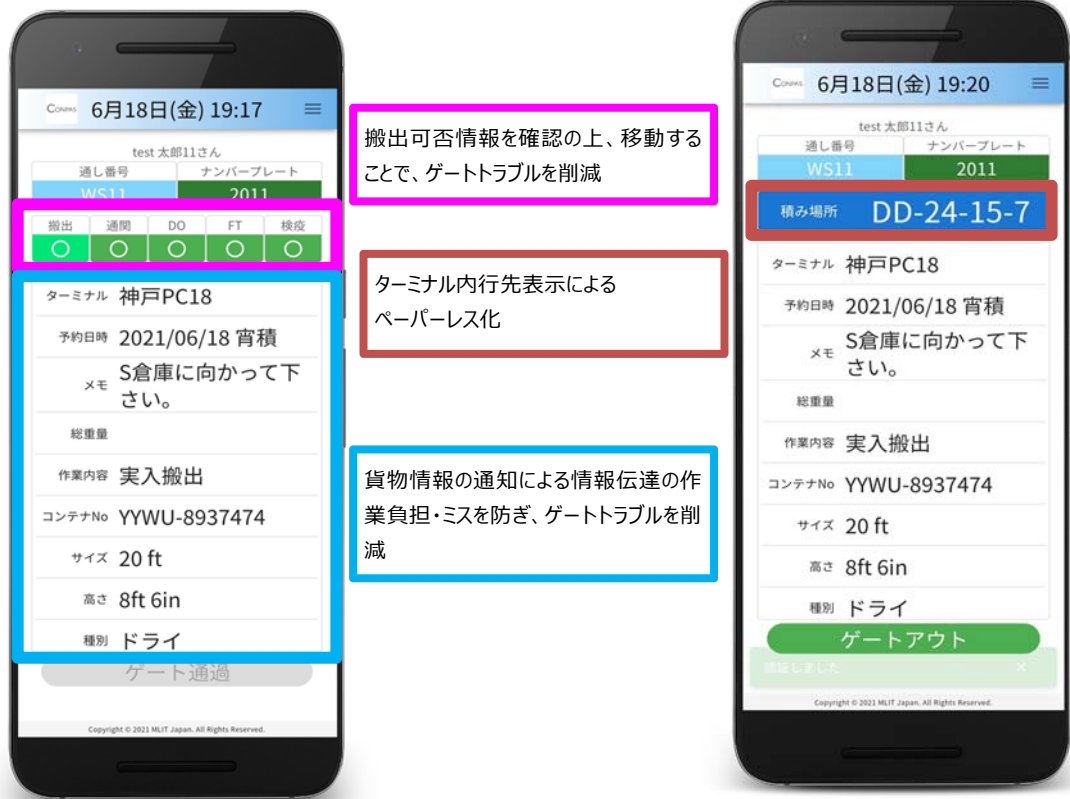 CONPAS 6月18日(金) 19:17
test 太郎11さん
通し番号 ナンバープレート
WS11 2011
搬出 通関 DO FT 検疫
○ ○ ○ ○ ○
ターミナル 神戸PC18
予約日時 2021/06/18 宵積
メモ S倉庫に向かって下
さい。
総重量
作業内容 実入搬出
コンテナNo YYWU-8937474
サイズ 20 ft
高さ 8ft 6in
種別 ドライ
ゲート通過
Copyright © 2021 MLIT Japan. All Rights Reserved.
搬出可否情報を確認の上、移動する
ことで、ゲートトラブルを削減
ターミナル内行先表示による
ペーパーレス化
貨物情報の通知による情報伝達の作
業負担・ミスを防ぎ、ゲートトラブルを削
減
CONPAS 6月18日(金) 19:20
test 太郎11さん
通し番号 ナンバープレート
WS11 2011
積み場所 DD-24-15-7
ターミナル 神戸PC18
予約日時 2021/06/18 宵積
メモ S倉庫に向かって下
さい。
総重量
作業内容 実入搬出
コンテナNo YYWU-8937474
サイズ 20 ft
高さ 8ft 6in
種別 ドライ
ゲートアウト
認証しました ×
Copyright © 2021 MLIT Japan. All Rights Reserved.